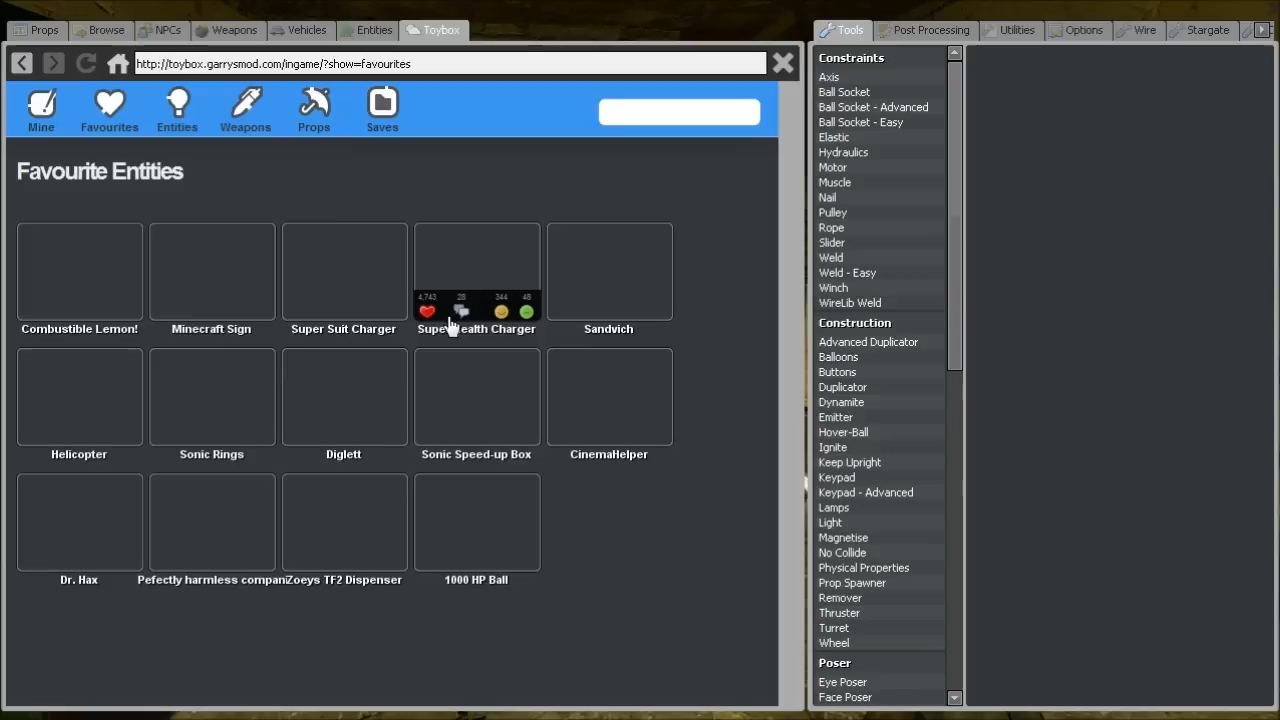 Props
Browse
NPCs
Weapons
Vehicles
Entities
Toybox
http://toybox.garrysmod.com/ingame/?show=favourites
Mine
Favourites
Entities
Weapons
Props
Saves
Favourite Entities
4,743
28
344
48
Combustible Lemon!
Minecraft Sign
Super Suit Charger
Super Health Charger
Sandvich
Helicopter
Sonic Rings
Diglett
Sonic Speed-up Box
CinemaHelper
Dr. Hax
Pefectly harmless compani
Zoeys TF2 Dispenser
1000 HP Ball
Tools
Post Processing
Utilities
Options
Wire
Stargate
Constraints
Axis
Ball Socket
Ball Socket - Advanced
Ball Socket - Easy
Elastic
Hydraulics
Motor
Muscle
Nail
Pulley
Rope
Slider
Weld
Weld - Easy
Winch
WireLib Weld
Construction
Advanced Duplicator
Balloons
Buttons
Duplicator
Dynamite
Emitter
Hover-Ball
Ignite
Keep Upright
Keypad
Keypad - Advanced
Lamps
Light
Magnetise
No Collide
Physical Properties
Prop Spawner
Remover
Thruster
Turret
Wheel
Poser
Eye Poser
Face Poser